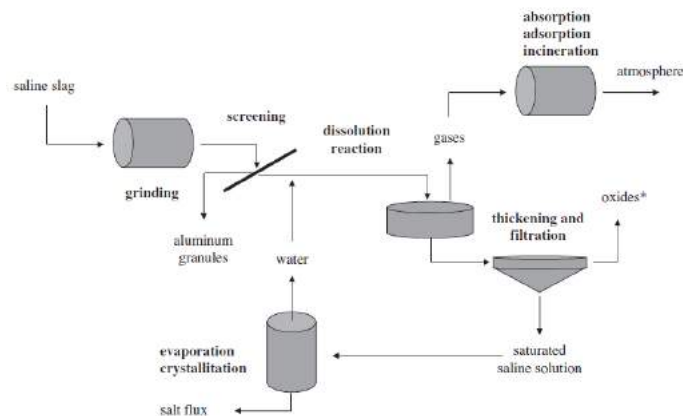 absorption
adsorption
incineration
atmosphere
saline slag
screening
dissolution
reaction
gases
grinding
oxides*
thickening and
filtration
aluminum
granules
water
evaporation
crystallitation
saturated
saline solution
salt flux